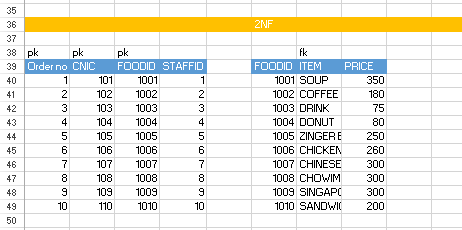 35
36 2NF
37
38 pk pk pk fk
39 Order no CNIC FOODID STAFFID FOODID ITEM PRICE
40 1 101 1001 1 1001 SOUP 350
41 2 102 1002 2 1002 COFFEE 180
42 3 103 1003 3 1003 DRINK 75
43 4 104 1004 4 1004 DONUT 80
44 5 105 1005 5 1005 ZINGER B 250
45 6 106 1006 6 1006 CHICKEN 260
46 7 107 1007 7 1007 CHINESE 300
47 8 108 1008 8 1008 CHOWIM 300
48 9 109 1009 9 1009 SINGAPO 300
49 10 110 1010 10 1010 SANDWIC 200
50